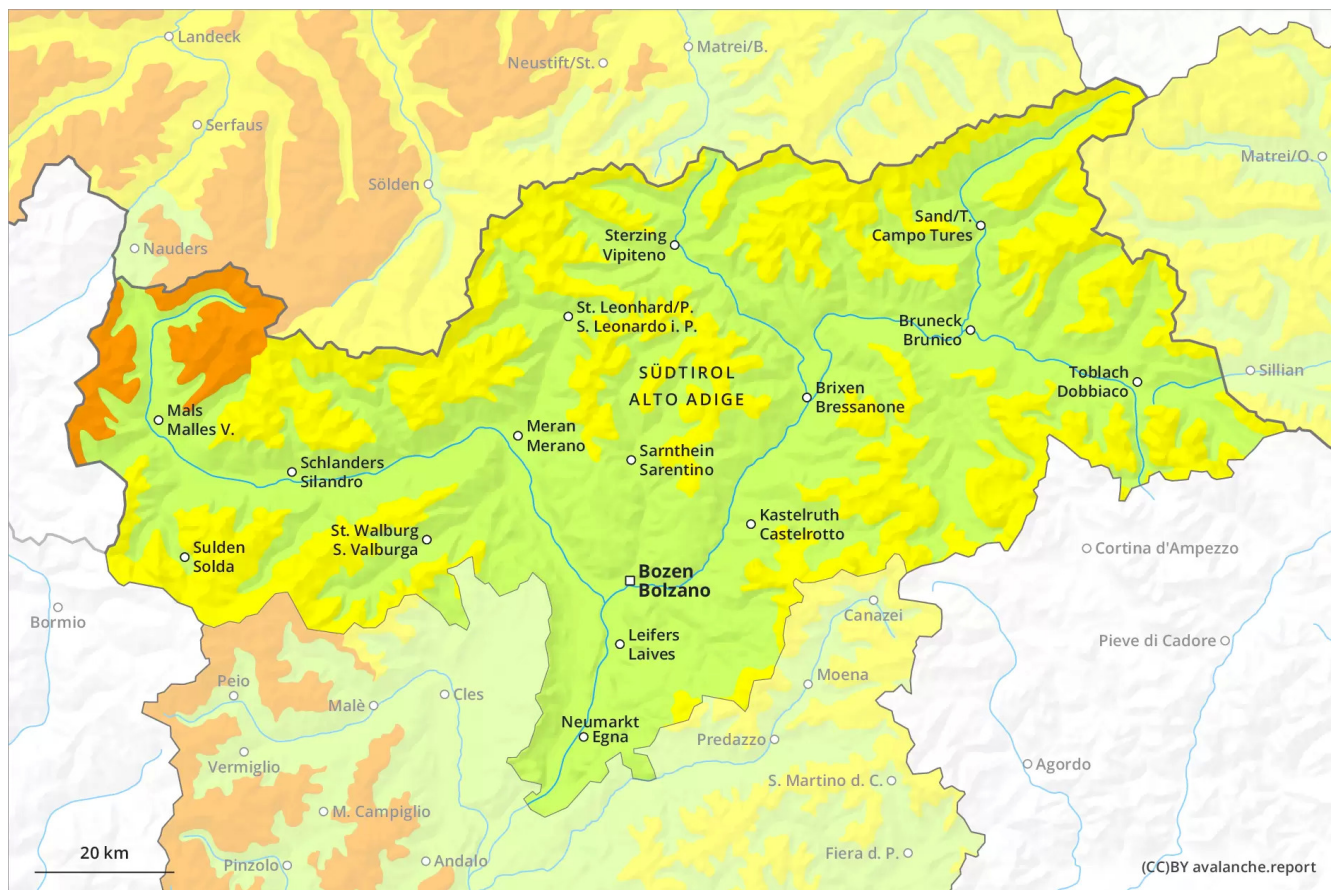 Landeck
Matrei/B.
Neustift/St.
Serfaus
Matrei/O.
Sölden
Nauders
Sand/T.
Campo Tures
Sterzing
Vipiteno
St. Leonhard/P.
S. Leonardo i. P.
Bruneck
Brunico
SÜDTIROL
ALTO ADIGE
Toblach
Dobbiaco
Sillian
Brixen
Bressanone
Mals
Malles V.
Meran
Merano
Schlanders
Silandro
Sarnthein
Sarentino
Kastelruth
Castelrotto
St. Walburg
S. Valburga
Sulden
Solda
Cortina d'Ampezzo
Bozen
Bolzano
Bormio
Canazei
Leifers
Laives
Pieve di Cadore
Moena
Peio
Cles
Malè
Neumarkt
Egna
Predazzo
Vermiglio
Agordo
S. Martino d. C.
M. Campiglio
20 km
Pinzolo
Andalo
Fiera d. P.
(CC)BY avalanche.report